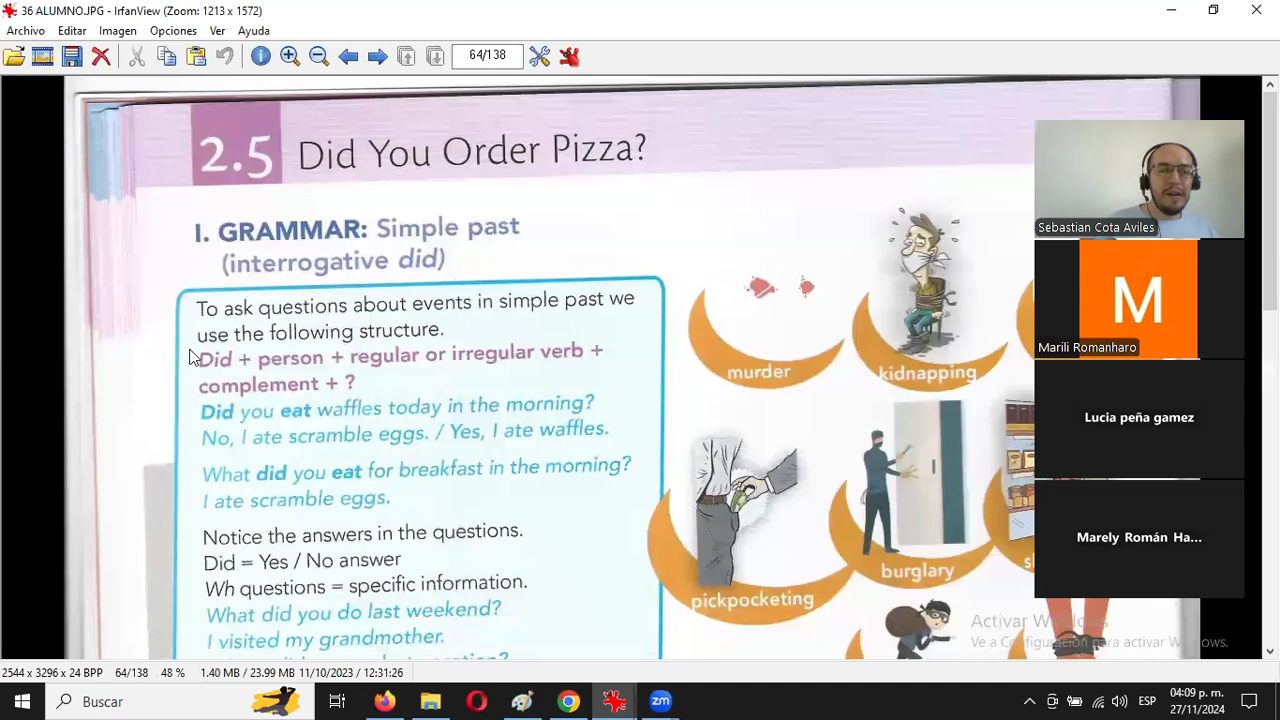 36 ALUMNO.JPG - IrfanView (Zoom: 1213 x 1572)
Archivo Editar Imagen Opciones Ver Ayuda
64/138
2.5 Did You Order Pizza?
I. GRAMMAR: Simple past
(interrogative did)
To ask questions about events in simple past we
use the following structure.
Did + person + regular or irregular verb +
complement + ?
Did you eat waffles today in the morning?
No, I ate scramble eggs. / Yes, I ate waffles.
What did you eat for breakfast in the morning?
I ate scramble eggs.
Notice the answers in the questions.
Did = Yes / No answer
Wh questions = specific information.
What did you do last weekend?
I visited my grandmother.
murder
kidnapping
pickpocketing
burglary
Sebastian Cota Aviles
M
Marili Romanharo
Lucia peña gamez
Marely Román Ha...
Activar Windows
Ve a Configuración para activar Windows.
2544 x 3296 x 24 BPP 64/138 48 % 1.40 MB / 23.99 MB 11/10/2023 / 12:31:26
Buscar
zm
ESP
04:09 p. m.
27/11/2024